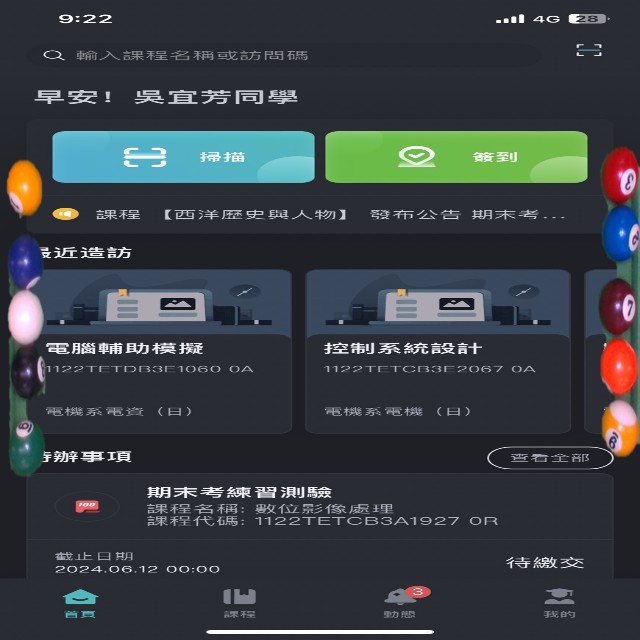 9:22
4G 28
輸入課程名稱或訪問碼
早安！吳宜芳同學
掃描
簽到
課程 【西洋歷史與人物】 發布公告 期末考...
最近造訪
電腦輔助模擬
1122TETDB3E1060 0A
電機系電資（日）
控制系統設計
1122TETCB3E2067 0A
電機系電機（日）
待辦事項
查看全部
100
期末考練習測驗
課程名稱: 數位影像處理
課程代碼: 1122TETCB3A1927 0R
截止日期
2024.06.12 00:00
待繳交
首頁
課程
3
動態
我的